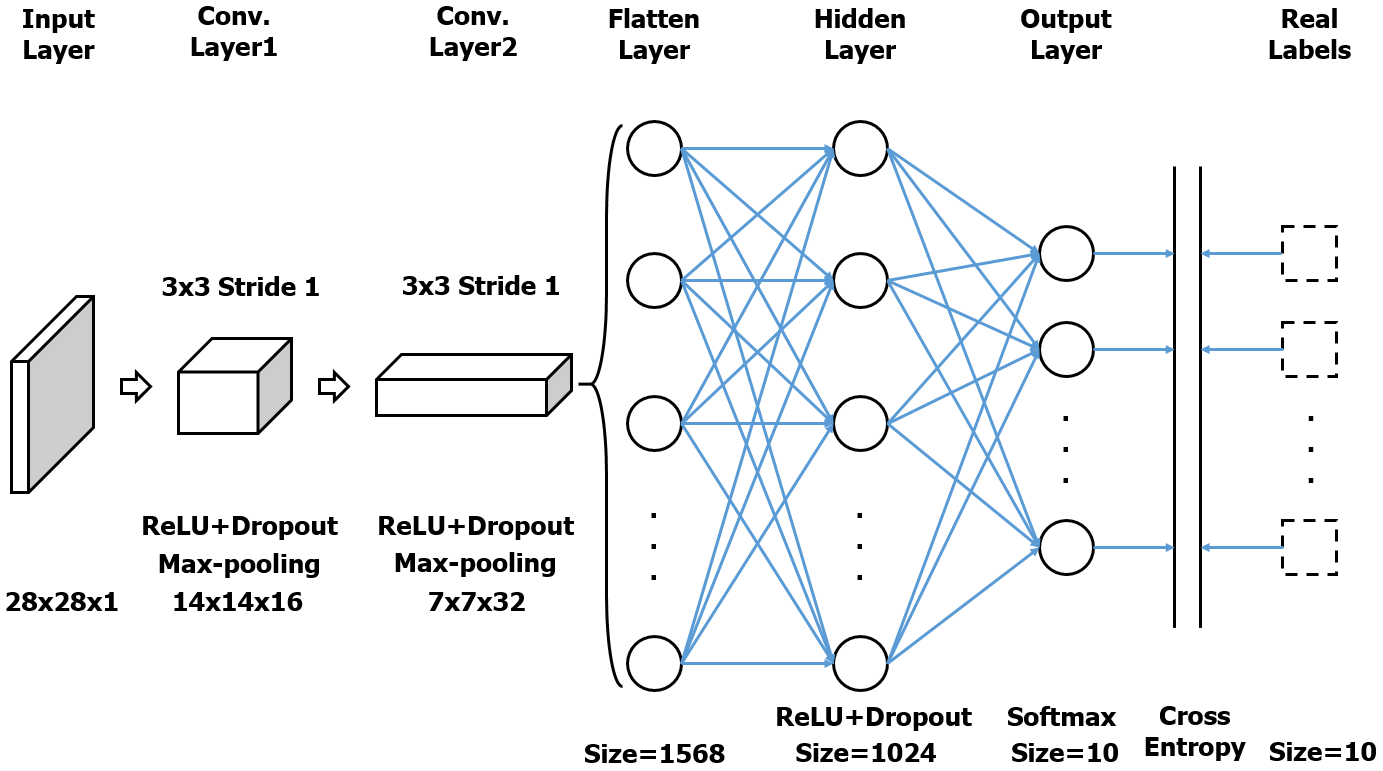 Input
Layer
Conv.
Layer1
Conv.
Layer2
Flatten
Layer
Hidden
Layer
Output
Layer
Real
Labels
3x3 Stride 1
3x3 Stride 1
ReLU+Dropout
Max-pooling
14x14x16
ReLU+Dropout
Max-pooling
7x7x32
28x28x1
Size=1568
ReLU+Dropout
Size=1024
Softmax
Size=10
Cross
Entropy
Size=10